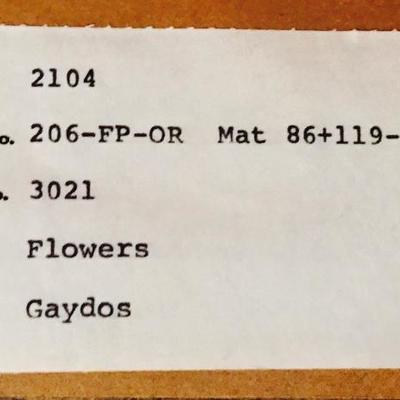 2104
o. 206-FP-OR Mat 86+119-
o. 3021
Flowers
Gaydos